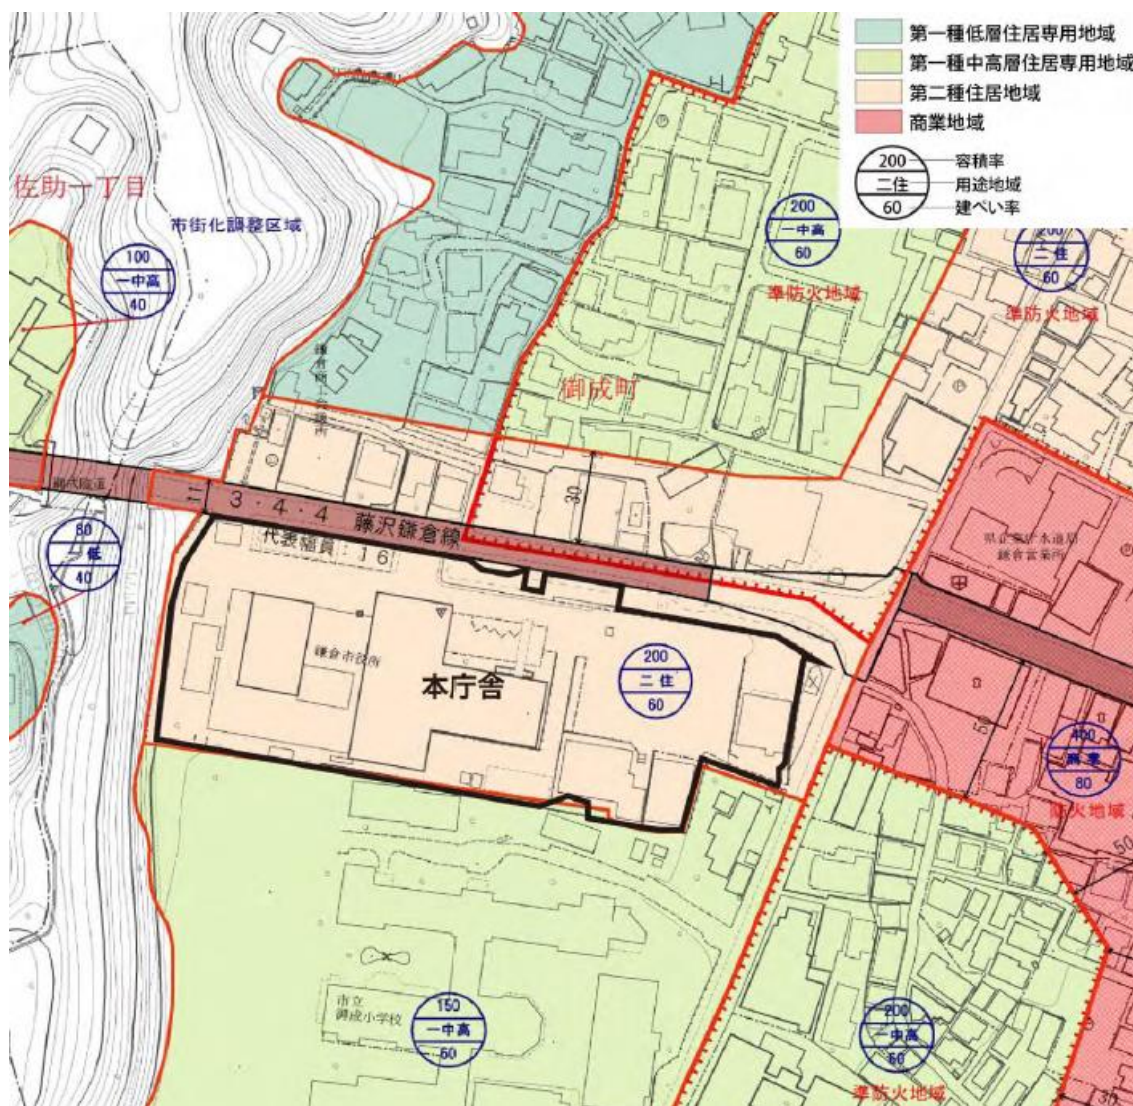 第一種低層住居専用地域
第一種中高層住居専用地域
第二種住居地域
商業地域
200
容積率
二住
用途地域
60
建ぺい率
佐助一丁目
市街化調整区域
100
一中高
40
200
一中高
60
準防火地域
200
二住
60
準防火地域
御成町
30
11
3・4・4 藤沢鎌倉線
代表幅員:16
県企業庁水道局
鎌倉営業所
80
一低
40
鎌倉市役所
本庁舎
200
二住
60
400
商業
80
防火地域
50
市立
御成小学校
150
一中高
60
200
一中高
60
準防火地域
30